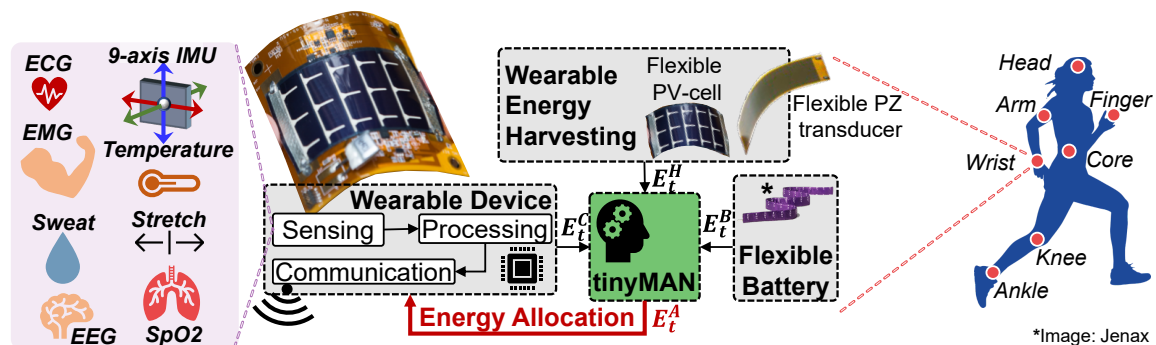 ECG
9-axis IMU
EMG
Temperature
Sweat
Stretch
EEG
SpO2
Wearable
Energy
Harvesting
Flexible
PV-cell
Flexible PZ
transducer
Wearable Device
Sensing
Processing
Communication
E_t^H
E_t^C
E_t^B
tinyMAN
*
Flexible
Battery
Energy Allocation
E_t^A
Head
Arm
Finger
Wrist
Core
Knee
Ankle
*Image: Jenax